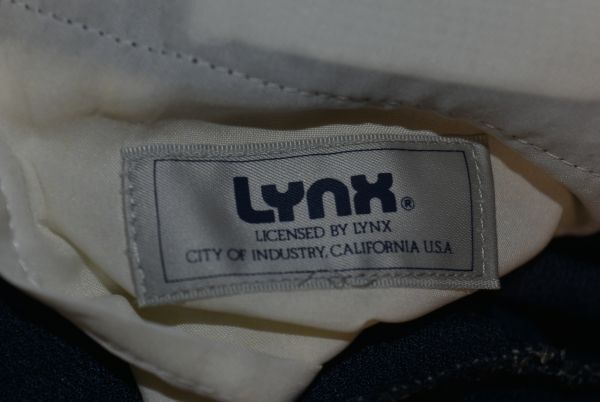 LYNX®
LICENSED BY LYNX
CITY OF INDUSTRY, CALIFORNIA U.S.A